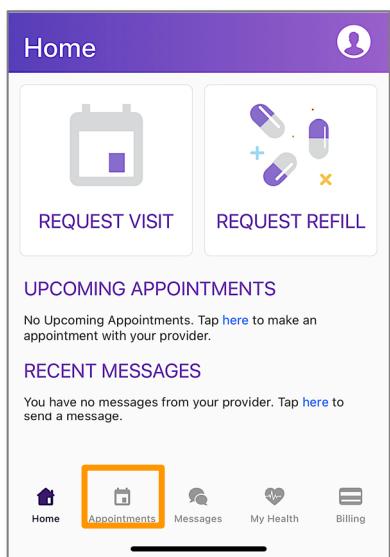 Home
REQUEST VISIT
REQUEST REFILL
UPCOMING APPOINTMENTS
No Upcoming Appointments. Tap here to make an
appointment with your provider.
RECENT MESSAGES
You have no messages from your provider. Tap here to
send a message.
Home
Appointments
Messages
My Health
Billing